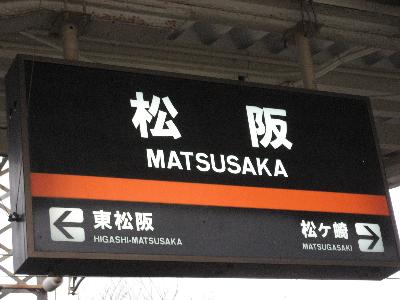 松阪
MATSUSAKA
東松阪
HIGASHI-MATSUSAKA
松ヶ崎
MATSUGASAKI